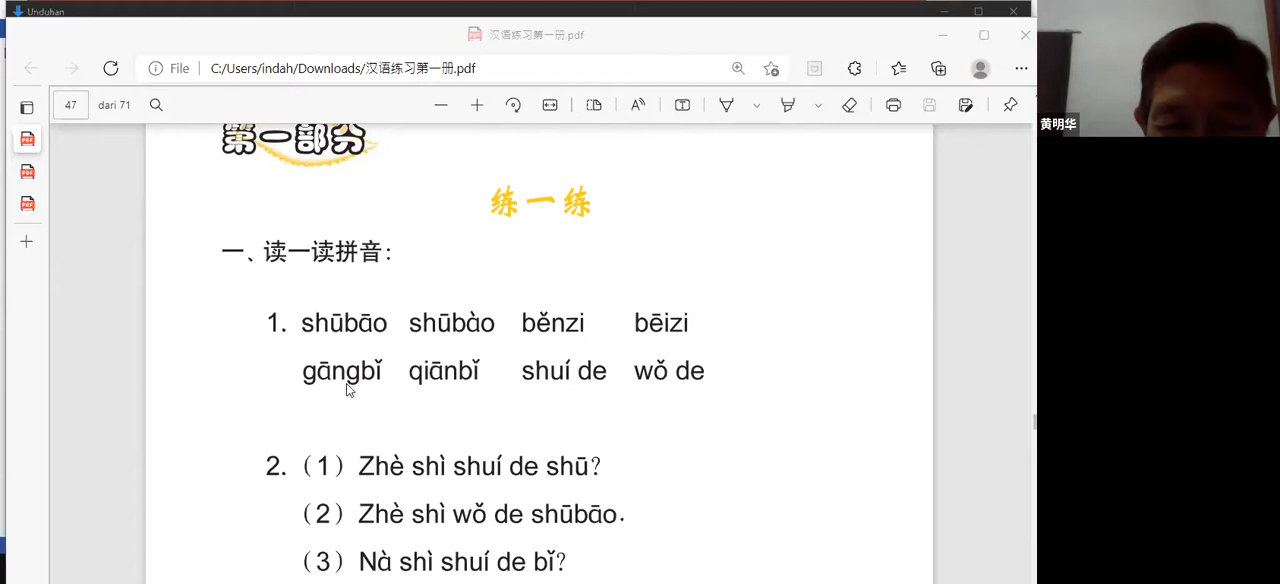 Unduhan
汉语练习第一册.pdf
File C:/Users/indah/Downloads/汉语练习第一册.pdf
47 dari 71
黄明华
第一部分
练一练
一、读一读拼音：
1. shūbāo shūbào běnzi bēizi
gāngbǐ qiānbǐ shuí de wǒ de
2.（1）Zhè shì shuí de shū?
（2）Zhè shì wǒ de shūbāo.
（3）Nà shì shuí de bǐ?